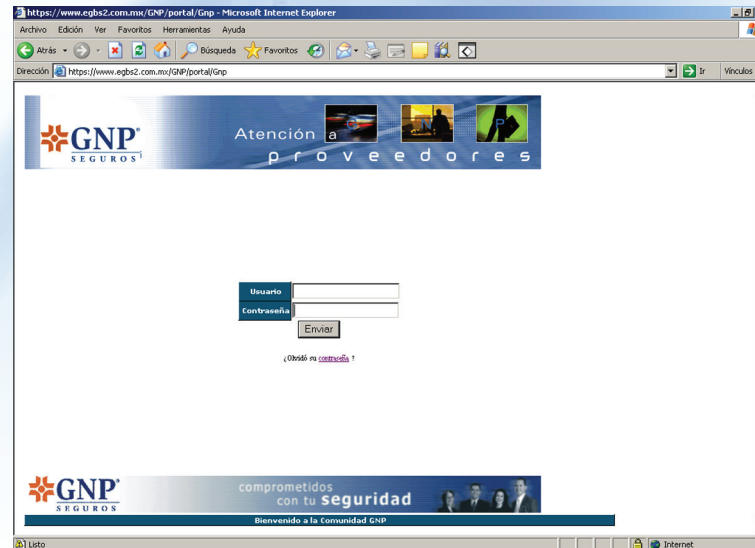 https://www.egbs2.com.mx/GNP/portal/Gnp - Microsoft Internet Explorer
Archivo Edición Ver Favoritos Herramientas Ayuda
Atrás Búsqueda Favoritos
Dirección https://www.egbs2.com.mx/GNP/portal/Gnp Ir Vínculos
GNP
SEGUROS
Atención a
G N P
proveedores
Usuario
Contraseña
Enviar
¿Olvidó su contraseña ?
GNP
SEGUROS
comprometidos
con tu seguridad
Bienvenido a la Comunidad GNP
Listo Internet